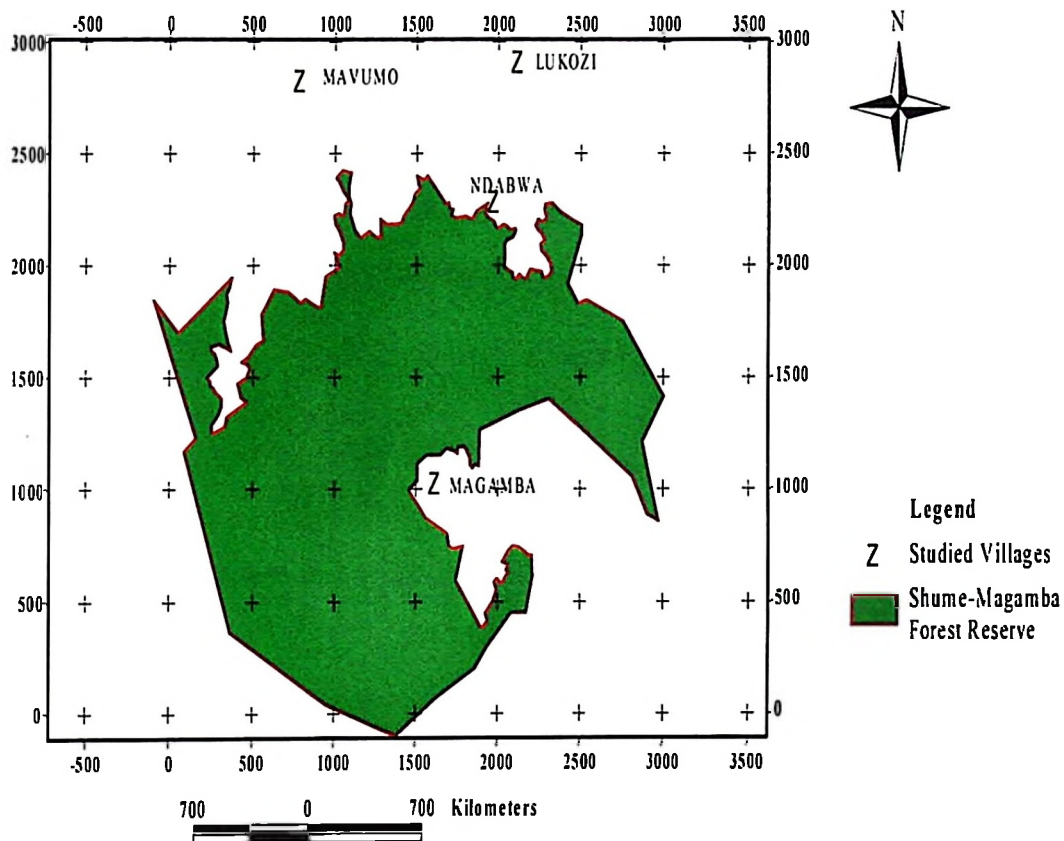 -500 0 500 1000 1500 2000 2500 3000 3500
N
3000 3000
Z MAVUMO
Z LUKOZI
2500 2500
NDABWA
Z
2000 2000
1500 1500
1000 1000
Z MAGAMBA
500 500
0 0
-500 0 500 1000 1500 2000 2500 3000 3500
Legend
Z Studied Villages
Shume-Magamba
Forest Reserve
700 0 700 Kilometers